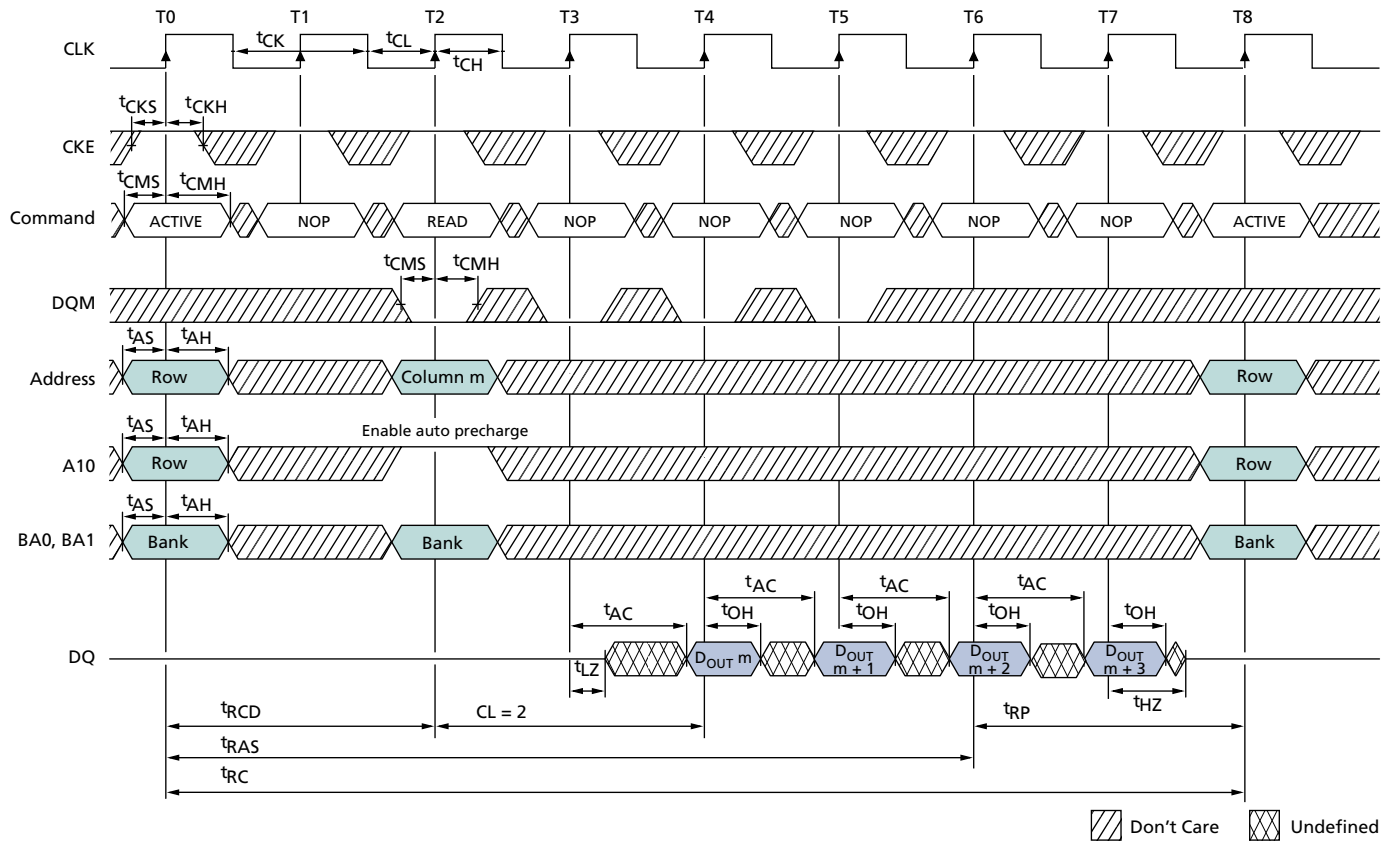 T0 T1 T2 T3 T4 T5 T6 T7 T8
CLK
tCK tCL
tCH
tCKS tCKH
CKE
tCMS tCMH
Command ACTIVE NOP READ NOP NOP NOP NOP NOP ACTIVE
tCMS tCMH
DQM
tAS tAH
Address Row Column m Row
tAS tAH
Enable auto precharge
A10 Row Row
tAS tAH
BA0, BA1 Bank Bank Bank
tAC tAC tAC
tAC tOH tOH tOH tOH
DQ DOUT m DOUT m + 1 DOUT m + 2 DOUT m + 3
tLZ
tHZ
tRCD CL = 2 tRP
tRAS
tRC
Don't Care Undefined